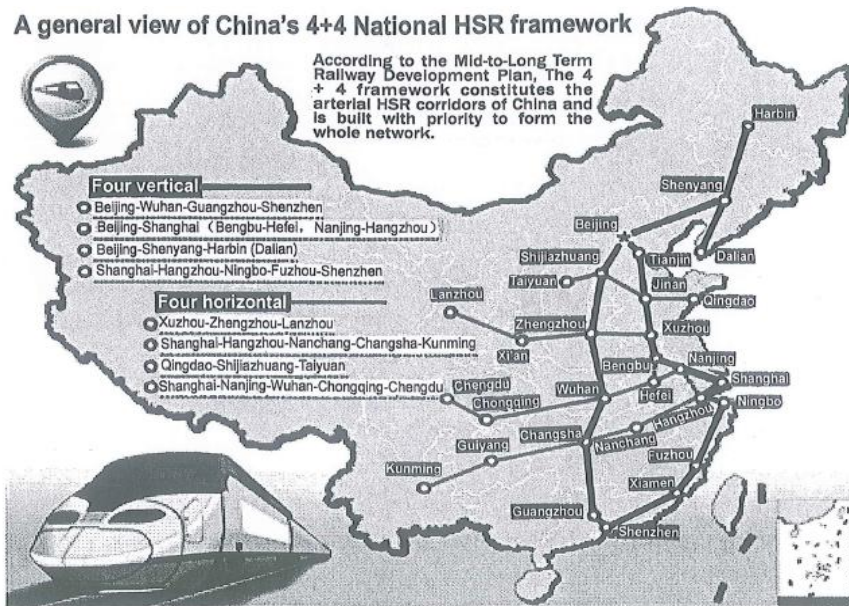 A general view of China's 4+4 National HSR framework
According to the Mid-to-Long Term
Railway Development Plan, The 4
+ 4 framework constitutes the
arterial HSR corridors of China and
is built with priority to form the
whole network.
Four vertical
Beijing-Wuhan-Guangzhou-Shenzhen
Beijing-Shanghai (Bengbu-Hefei, Nanjing-Hangzhou)
Beijing-Shenyang-Harbin (Dalian)
Shanghai-Hangzhou-Ningbo-Fuzhou-Shenzhen
Four horizontal
Xuzhou-Zhengzhou-Lanzhou
Shanghai-Hangzhou-Nanchang-Changsha-Kunming
Qingdao-Shijiazhuang-Taiyuan
Shanghai-Nanjing-Wuhan-Chongqing-Chengdu
Harbin
Shenyang
Beijing
Dalian
Tianjin
Shijiazhuang
Taiyuan
Jinan
Qingdao
Lanzhou
Zhengzhou
Xuzhou
Xi'an
Bengbu
Nanjing
Shanghai
Chengdu
Wuhan
Hefei
Ningbo
Chongqing
Hangzhou
Changsha
Nanchang
Guiyang
Fuzhou
Kunming
Xiamen
Guangzhou
Shenzhen